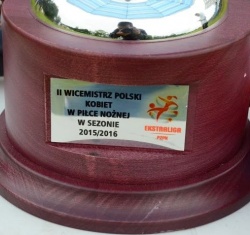 II WICEMISTRZ POLSKI
KOBIET
W PIŁCE NOŻNEJ
W SEZONIE
2015/2016
EKSTRALIGA